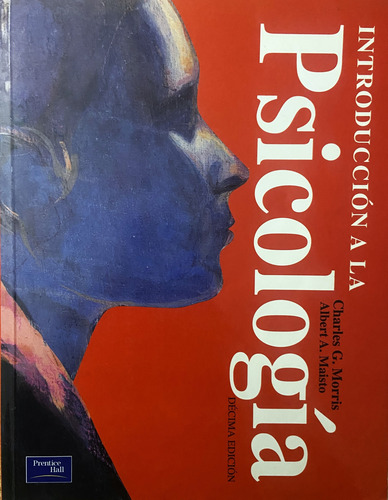 INTRODUCCIÓN A LA
Psicología
Charles G. Morris
Albert A. Maisto
DÉCIMA EDICIÓN
Prentice
Hall